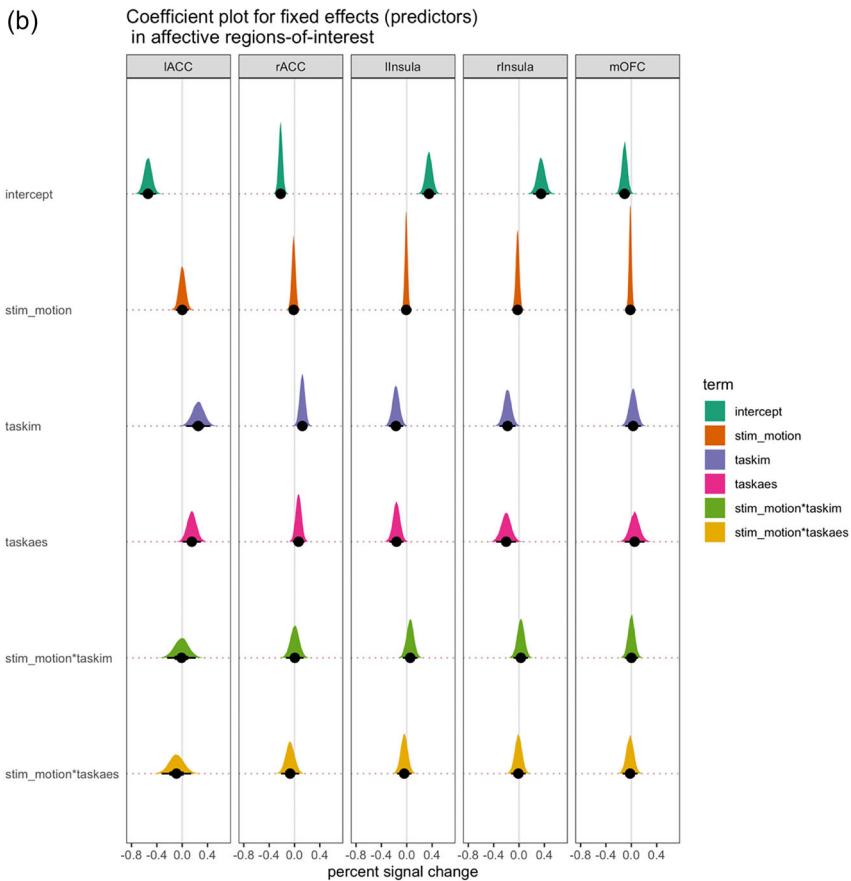 (b)
Coefficient plot for fixed effects (predictors)
in affective regions-of-interest
lACC rACC lInsula rInsula mOFC
intercept
stim_motion
taskim
taskaes
stim_motion*taskim
stim_motion*taskaes
term
intercept
stim_motion
taskim
taskaes
stim_motion*taskim
stim_motion*taskaes
-0.8 -0.4 0.0 0.4 -0.8 -0.4 0.0 0.4 -0.8 -0.4 0.0 0.4 -0.8 -0.4 0.0 0.4 -0.8 -0.4 0.0 0.4
percent signal change